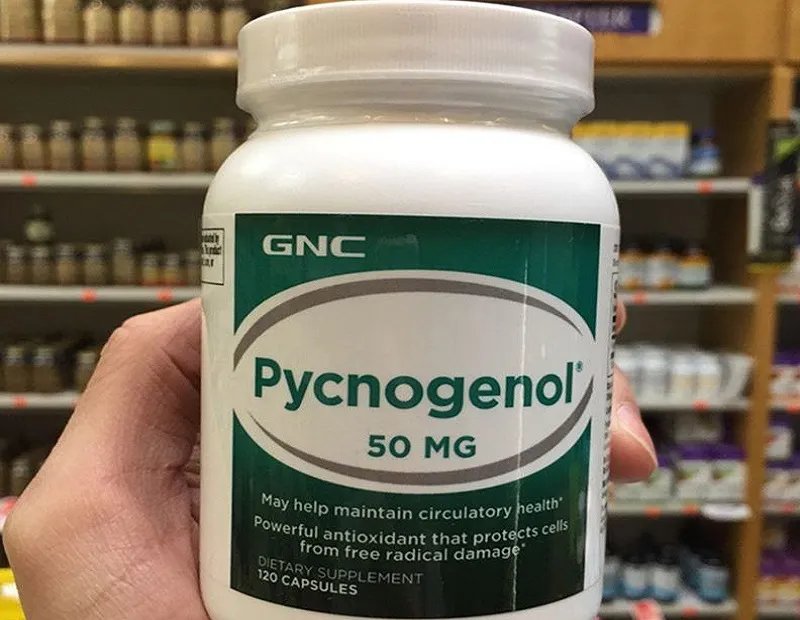 GNC
Pycnogenol®
50 MG
May help maintain circulatory health*
Powerful antioxidant that protects cells
from free radical damage*
DIETARY SUPPLEMENT
120 CAPSULES